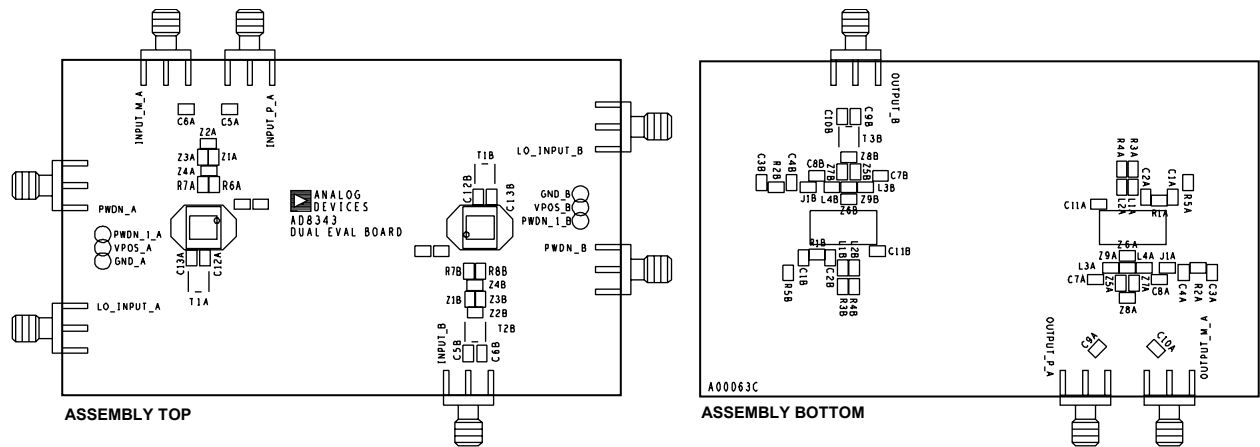 INPUT_M_A
INPUT_P_A
C6A
C5A
Z2A
Z3A
Z1A
Z4A
R7A
R6A
PWDN_A
PWDN_1_A
VPOS_A
GND_A
C13A
C12A
T1A
LO_INPUT_A
ANALOG
DEVICES
AD8343
DUAL EVAL BOARD
LO_INPUT_B
T1B
C12B
C13B
GND_B
VPOS_B
PWDN_1_B
PWDN_B
R7B
R8B
Z4B
Z1B
Z3B
Z2B
T2B
INPUT_B
C5B
C6B
ASSEMBLY TOP
OUTPUT_B
C10B
C9B
T3B
Z8B
C3B
R2B
C4B
C8B
Z7B
Z5B
C7B
J1B
L4B
L3B
Z9B
Z6B
R1B
L1B
L2B
C11B
R5B
C1B
C2B
R3B
R4B
R4A
R3A
C2A
C1A
R5A
C11A
L2A
L1A
R1A
Z6A
Z9A
L3A
L4A
J1A
C7A
Z5A
Z7A
C8A
C4A
R2A
C3A
Z8A
OUTPUT_P_A
C9A
C10A
OUTPUT_M_A
A00063C
ASSEMBLY BOTTOM